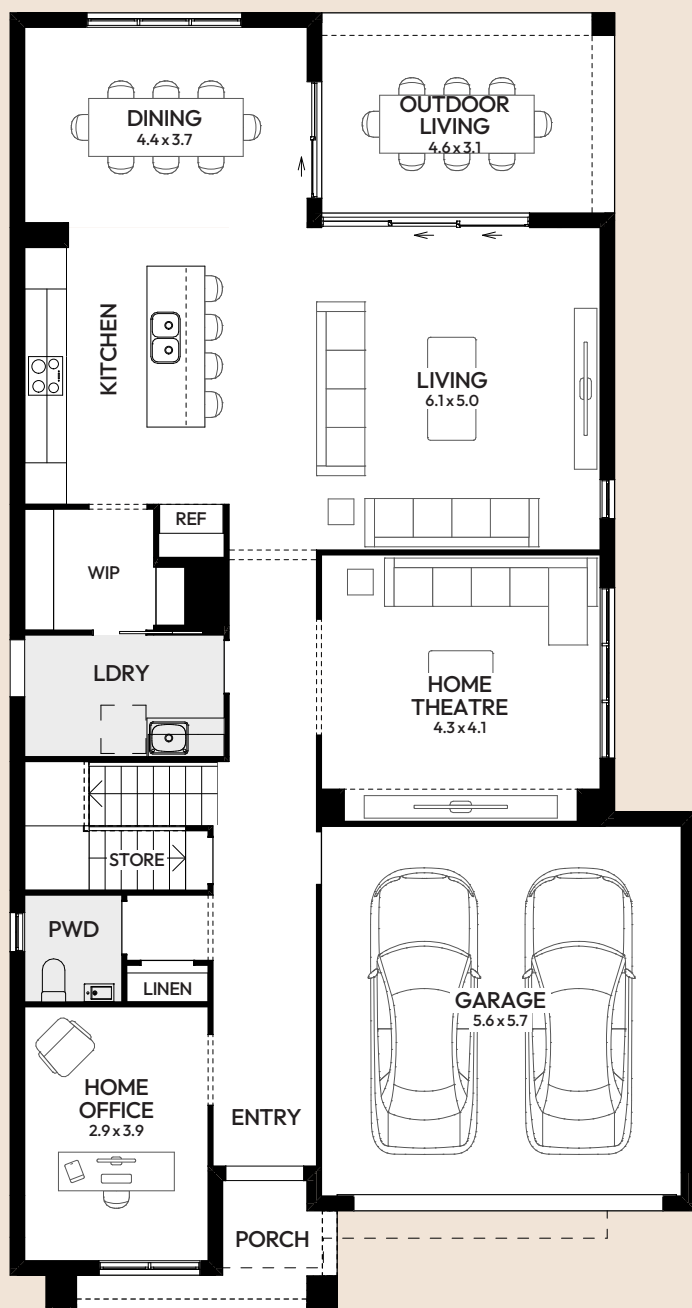 DINING
4.4 x 3.7
OUTDOOR
LIVING
4.6 x 3.1
KITCHEN
LIVING
6.1 x 5.0
REF
WIP
LDRY
HOME
THEATRE
4.3 x 4.1
STORE
PWD
LINEN
GARAGE
5.6 x 5.7
HOME
OFFICE
2.9 x 3.9
ENTRY
PORCH